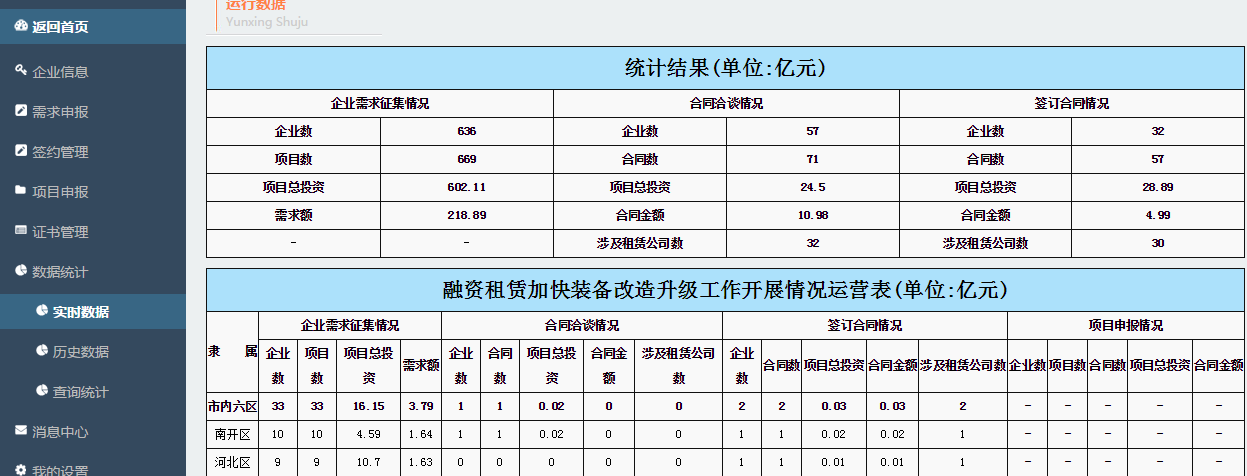 返回首页
企业信息
需求申报
签约管理
项目申报
证书管理
数据统计
实时数据
历史数据
查询统计
消息中心
我的设置
运行数据
Yunxing Shuju
统计结果(单位:亿元)
企业需求征集情况 合同洽谈情况 签订合同情况
企业数 636 企业数 57 企业数 32
项目数 669 合同数 71 合同数 57
项目总投资 602.11 项目总投资 24.5 项目总投资 28.89
需求额 218.89 合同金额 10.98 合同金额 4.99
- - 涉及租赁公司数 32 涉及租赁公司数 30
融资租赁加快装备改造升级工作开展情况运营表(单位:亿元)
隶 属 企业需求征集情况 合同洽谈情况 签订合同情况 项目申报情况
企业数 项目数 项目总投资 需求额 企业数 合同数 项目总投资 合同金额 涉及租赁公司数 企业数 合同数 项目总投资 合同金额 涉及租赁公司数 企业数 项目数 合同数 项目总投资 合同金额
市内六区 33 33 16.15 3.79 1 1 0.02 0 0 2 2 0.03 0.03 2 - - - - -
南开区 10 10 4.59 1.64 1 1 0.02 0 0 1 1 0.02 0.02 1 - - - - -
河北区 9 9 10.7 1.63 0 0 0 0 0 1 1 0.01 0.01 1 - - - - -